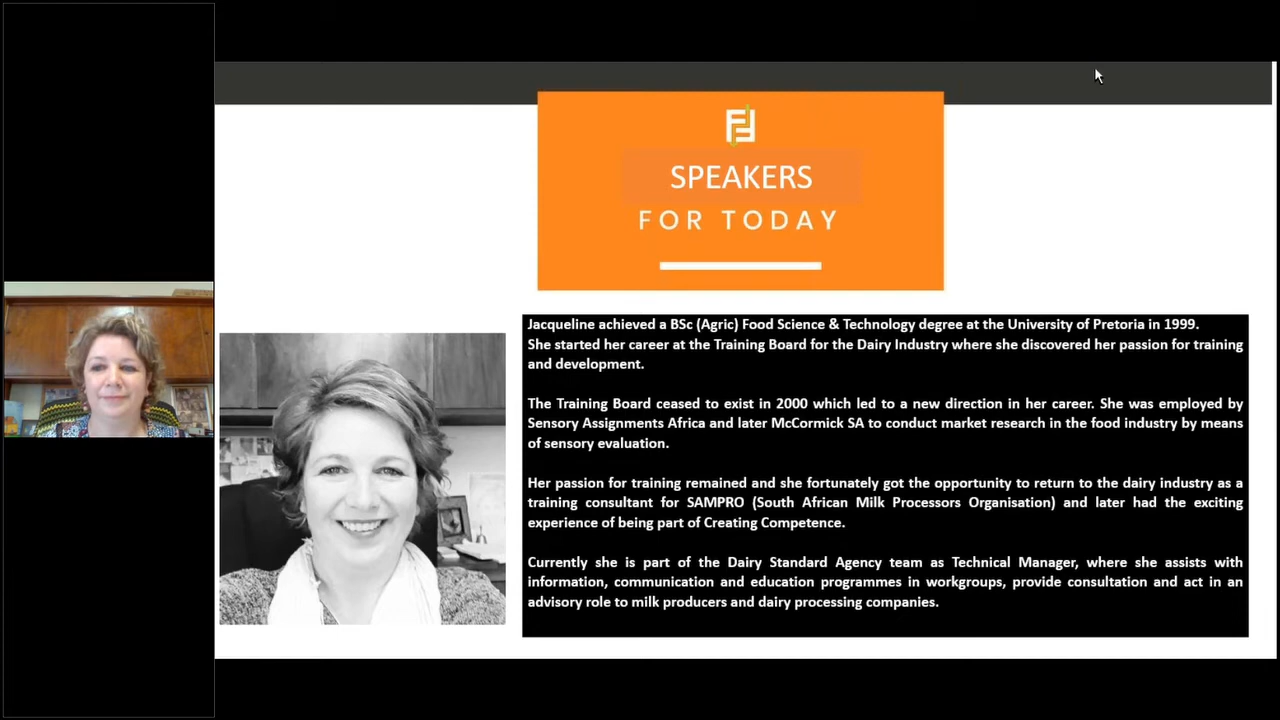 SPEAKERS
FOR TODAY
Jacqueline achieved a BSc (Agric) Food Science & Technology degree at the University of Pretoria in 1999.
She started her career at the Training Board for the Dairy Industry where she discovered her passion for training
and development.
The Training Board ceased to exist in 2000 which led to a new direction in her career. She was employed by
Sensory Assignments Africa and later McCormick SA to conduct market research in the food industry by means
of sensory evaluation.
Her passion for training remained and she fortunately got the opportunity to return to the dairy industry as a
training consultant for SAMPRO (South African Milk Processors Organisation) and later had the exciting
experience of being part of Creating Competence.
Currently she is part of the Dairy Standard Agency team as Technical Manager, where she assists with
information, communication and education programmes in workgroups, provide consultation and act in an
advisory role to milk producers and dairy processing companies.